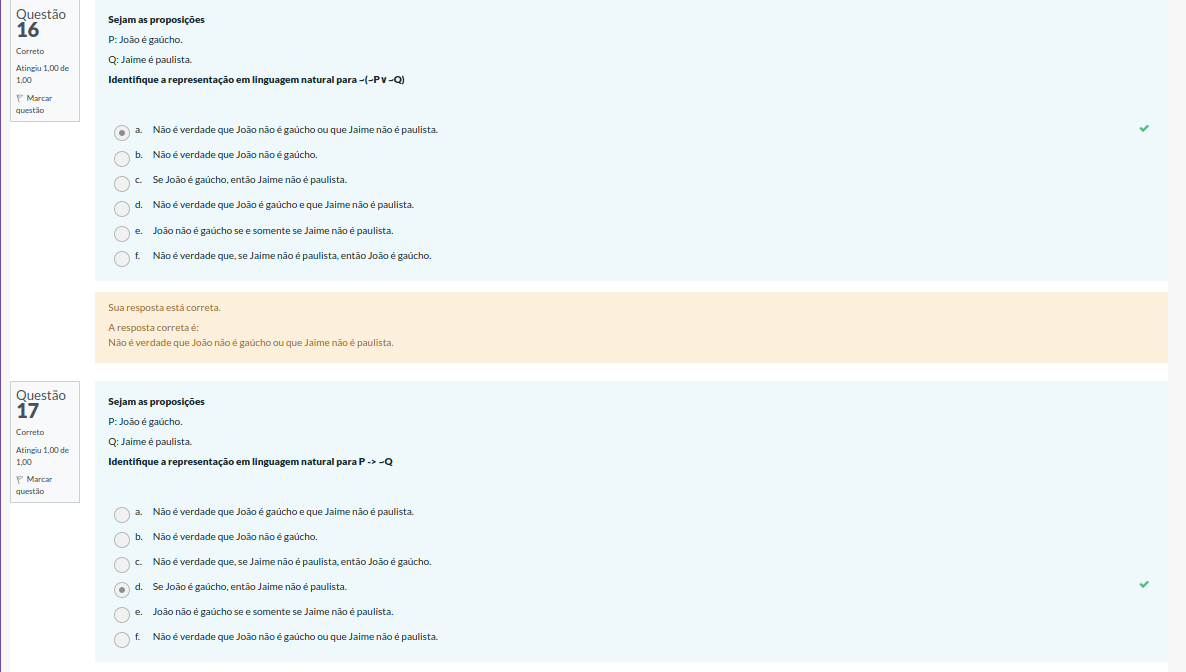 Questão
16
Correto
Atingiu 1,00 de
1,00
Marcar
questão
Sejam as proposições
P: João é gaúcho.
Q: Jaime é paulista.
Identifique a representação em linguagem natural para ~(~P ∨ ~Q)
a. Não é verdade que João não é gaúcho ou que Jaime não é paulista.
b. Não é verdade que João não é gaúcho.
c. Se João é gaúcho, então Jaime não é paulista.
d. Não é verdade que João é gaúcho e que Jaime não é paulista.
e. João não é gaúcho se e somente se Jaime não é paulista.
f. Não é verdade que, se Jaime não é paulista, então João é gaúcho.
Sua resposta está correta.
A resposta correta é:
Não é verdade que João não é gaúcho ou que Jaime não é paulista.
Questão
17
Correto
Atingiu 1,00 de
1,00
Marcar
questão
Sejam as proposições
P: João é gaúcho.
Q: Jaime é paulista.
Identifique a representação em linguagem natural para P -> ~Q
a. Não é verdade que João é gaúcho e que Jaime não é paulista.
b. Não é verdade que João não é gaúcho.
c. Não é verdade que, se Jaime não é paulista, então João é gaúcho.
d. Se João é gaúcho, então Jaime não é paulista.
e. João não é gaúcho se e somente se Jaime não é paulista.
f. Não é verdade que João não é gaúcho ou que Jaime não é paulista.